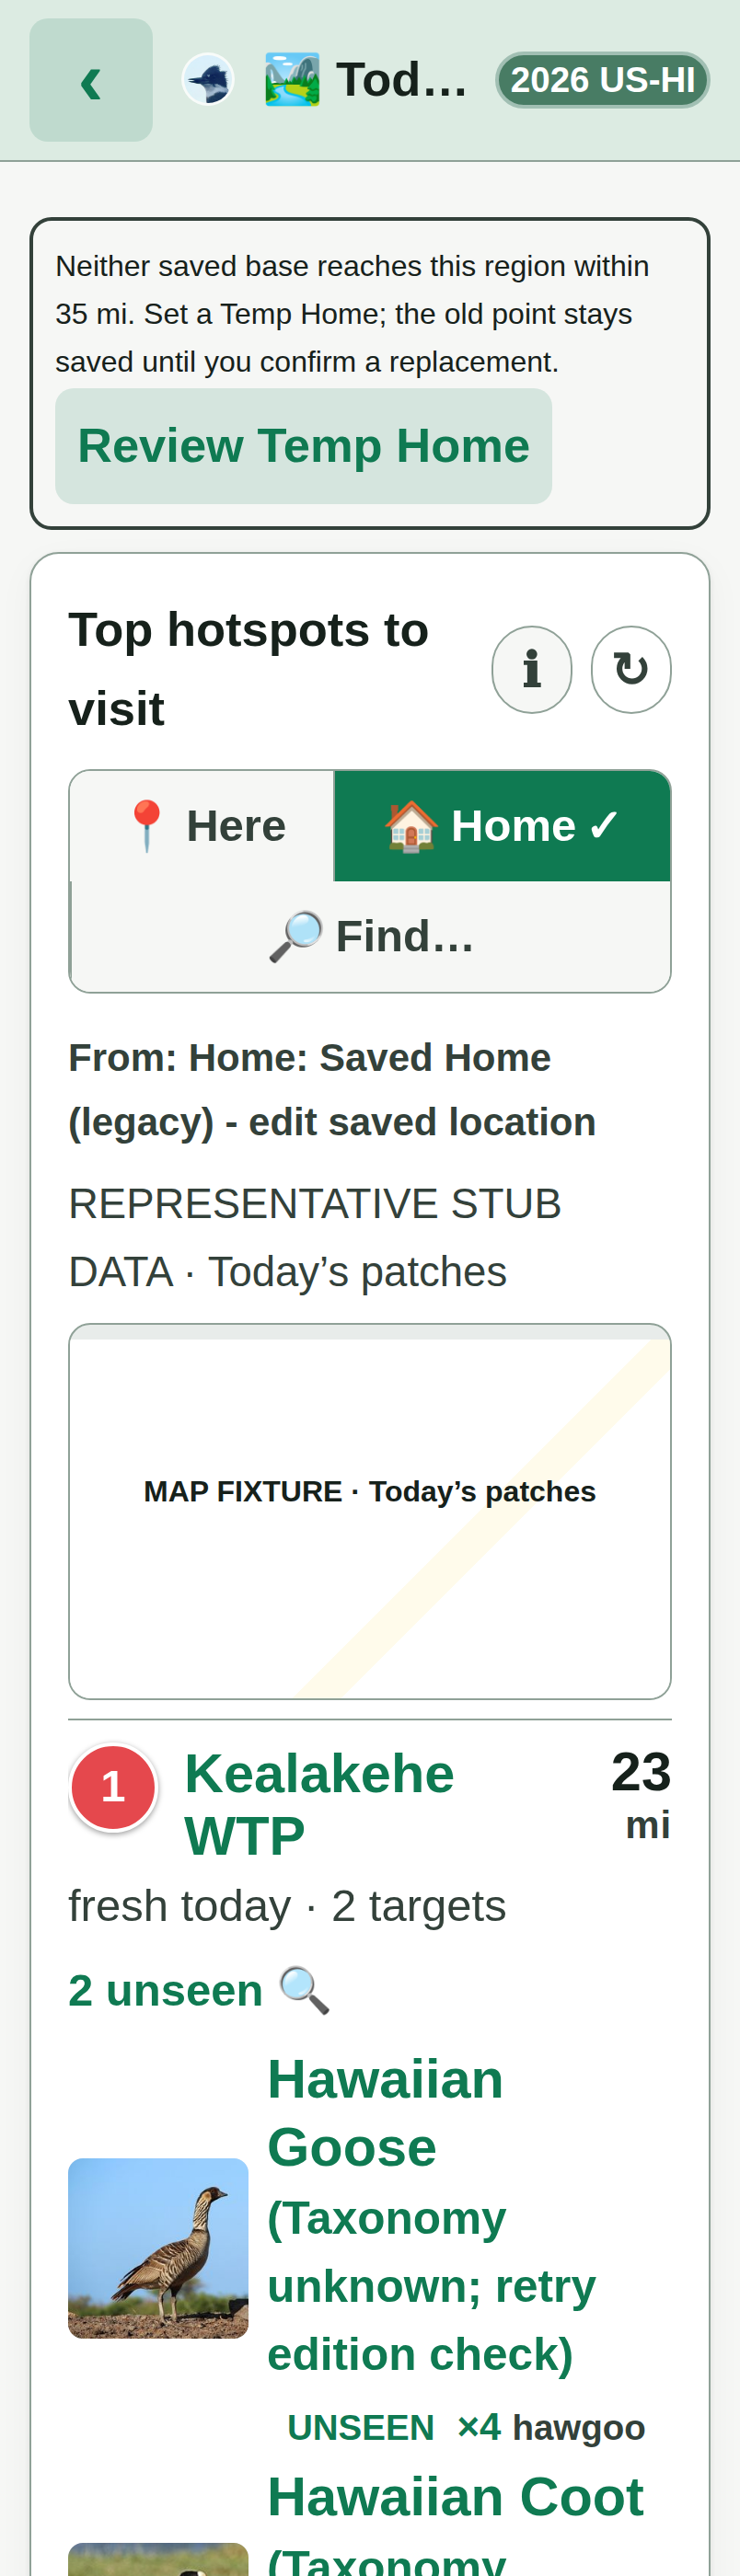 ‹ Tod… 2026 US-HI
Neither saved base reaches this region within
35 mi. Set a Temp Home; the old point stays
saved until you confirm a replacement.
Review Temp Home
Top hotspots to
visit
ℹ ↻
📍 Here
🏠 Home ✓
🔎 Find…
From: Home: Saved Home
(legacy) - edit saved location
REPRESENTATIVE STUB
DATA · Today’s patches
MAP FIXTURE · Today’s patches
1 Kealakehe 23
WTP mi
fresh today · 2 targets
2 unseen 🔍
Hawaiian
Goose
(Taxonomy
unknown; retry
edition check)
UNSEEN ×4 hawgoo
Hawaiian Coot
(Taxonomy